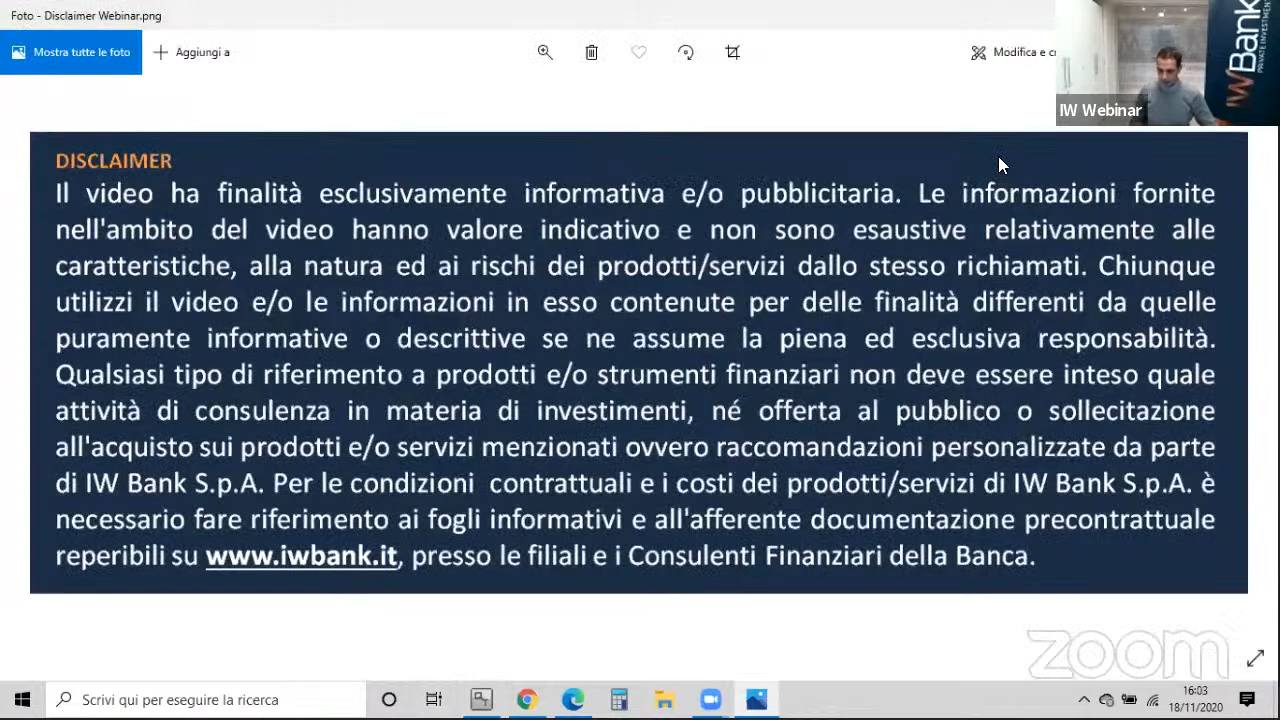 Foto - Disclaimer Webinar.png
Mostra tutte le foto
Aggiungi a
Modifica e cr
IWBank
PRIVATE INVESTMENT
IW Webinar
DISCLAIMER
Il video ha finalità esclusivamente informativa e/o pubblicitaria. Le informazioni fornite
nell'ambito del video hanno valore indicativo e non sono esaustive relativamente alle
caratteristiche, alla natura ed ai rischi dei prodotti/servizi dallo stesso richiamati. Chiunque
utilizzi il video e/o le informazioni in esso contenute per delle finalità differenti da quelle
puramente informative o descrittive se ne assume la piena ed esclusiva responsabilità.
Qualsiasi tipo di riferimento a prodotti e/o strumenti finanziari non deve essere inteso quale
attività di consulenza in materia di investimenti, né offerta al pubblico o sollecitazione
all'acquisto sui prodotti e/o servizi menzionati ovvero raccomandazioni personalizzate da parte
di IW Bank S.p.A. Per le condizioni contrattuali e i costi dei prodotti/servizi di IW Bank S.p.A. è
necessario fare riferimento ai fogli informativi e all'afferente documentazione precontrattuale
reperibili su www.iwbank.it, presso le filiali e i Consulenti Finanziari della Banca.
zoom
Scrivi qui per eseguire la ricerca
16:03
18/11/2020